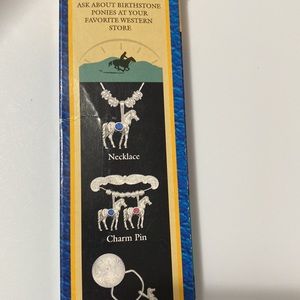 ASK ABOUT BIRTHSTONE
PONIES AT YOUR
FAVORITE WESTERN
STORE
Necklace
Charm Pin